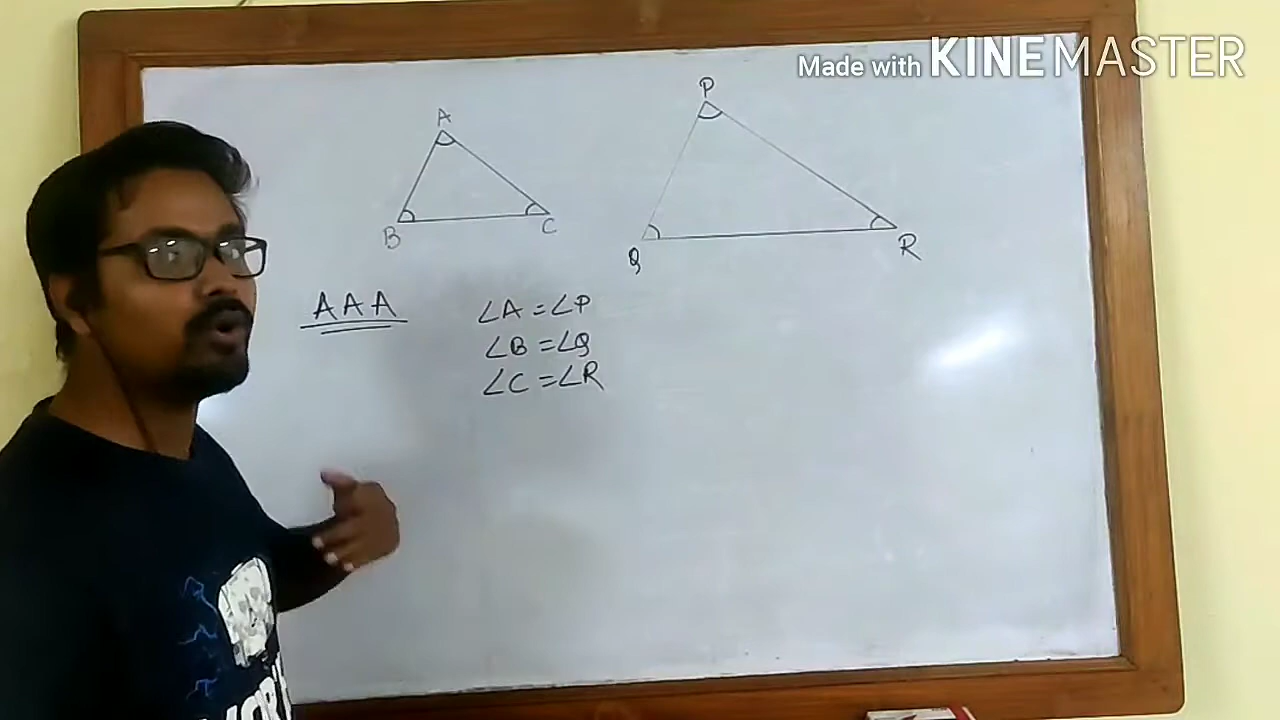 Made with KINEMASTER
P
A
B
C
Q
R
AAA
∠A = ∠P
∠B = ∠Q
∠C = ∠R